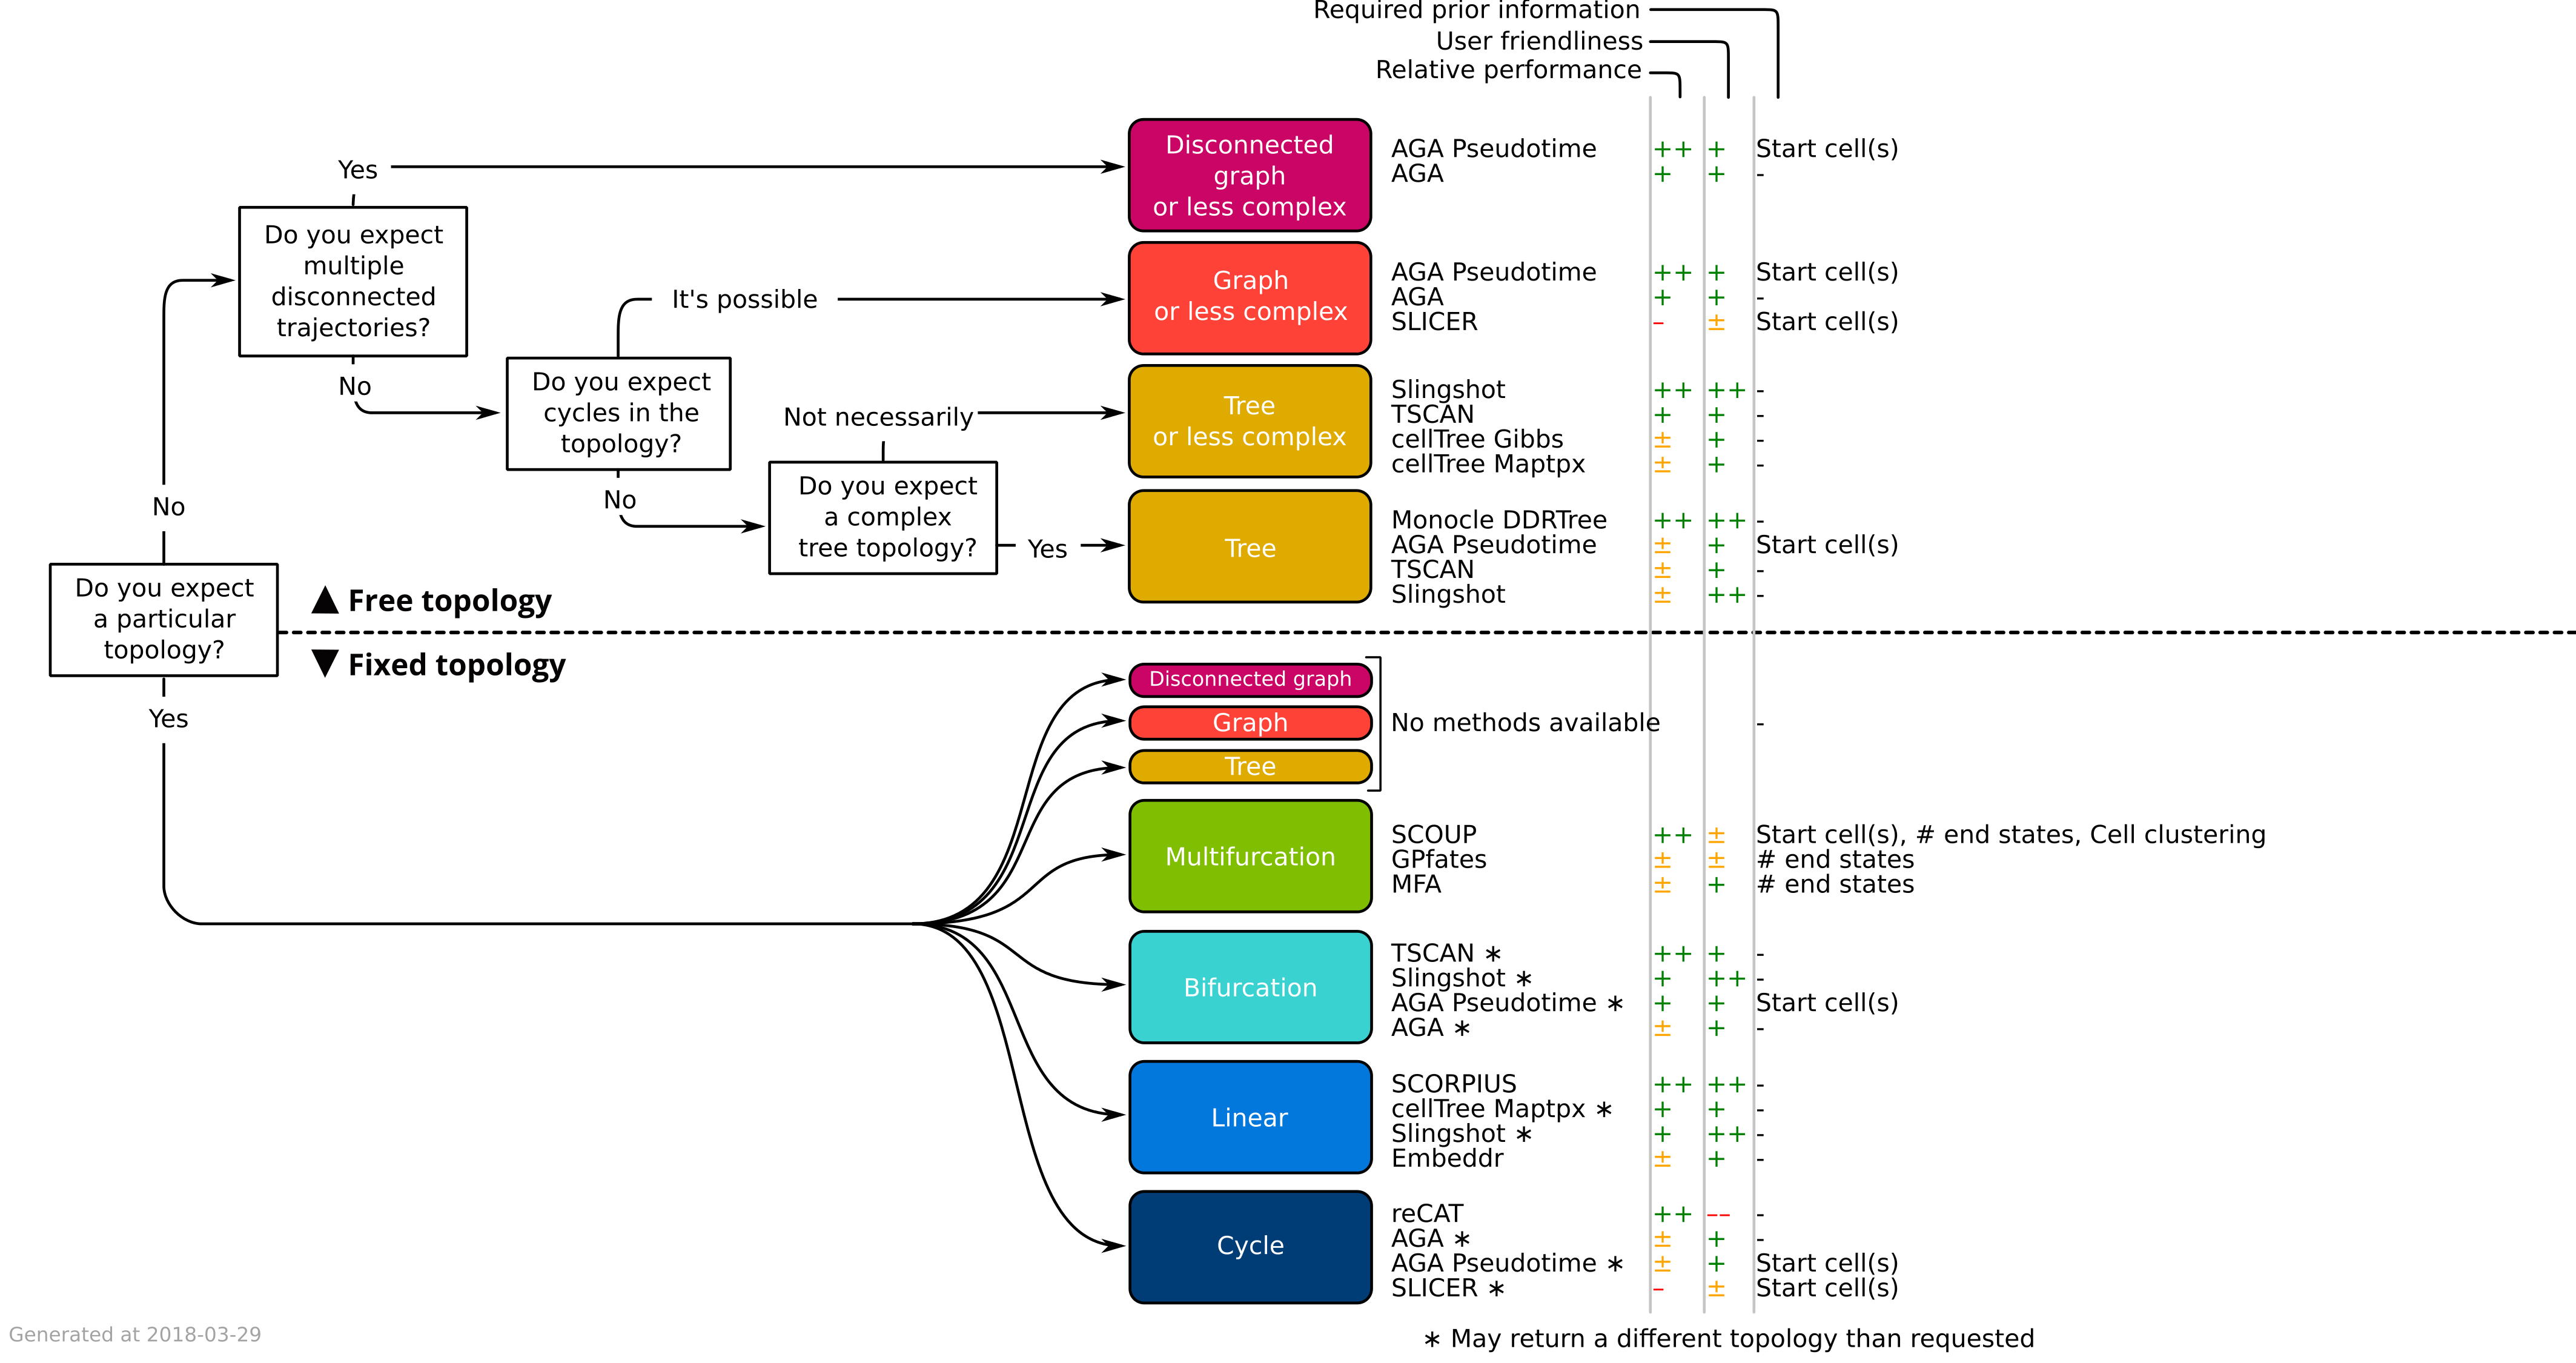 Required prior information
User friendliness
Relative performance
Yes
Do you expect
multiple
disconnected
trajectories?
No
It's possible
Do you expect
cycles in the
topology?
No
Not necessarily
Do you expect
a complex
tree topology?
Yes
No
Do you expect
a particular
topology?
Yes
▲ Free topology
▼ Fixed topology
Disconnected
graph
or less complex
AGA Pseudotime ++ + Start cell(s)
AGA + + -
Graph
or less complex
AGA Pseudotime ++ + Start cell(s)
AGA + + -
SLICER – ± Start cell(s)
Tree
or less complex
Slingshot ++ ++ -
TSCAN + + -
cellTree Gibbs ± + -
cellTree Maptpx ± + -
Tree
Monocle DDRTree ++ ++ -
AGA Pseudotime ± + Start cell(s)
TSCAN ± + -
Slingshot ± ++ -
Disconnected graph
Graph
Tree
No methods available -
Multifurcation
SCOUP ++ ± Start cell(s), # end states, Cell clustering
GPfates ± ± # end states
MFA ± + # end states
Bifurcation
TSCAN ∗ ++ + -
Slingshot ∗ + ++ -
AGA Pseudotime ∗ + + Start cell(s)
AGA ∗ ± + -
Linear
SCORPIUS ++ ++ -
cellTree Maptpx ∗ + + -
Slingshot ∗ + ++ -
Embeddr ± + -
Cycle
reCAT ++ –– -
AGA ∗ ± + -
AGA Pseudotime ∗ ± + Start cell(s)
SLICER ∗ – ± Start cell(s)
Generated at 2018-03-29
∗ May return a different topology than requested